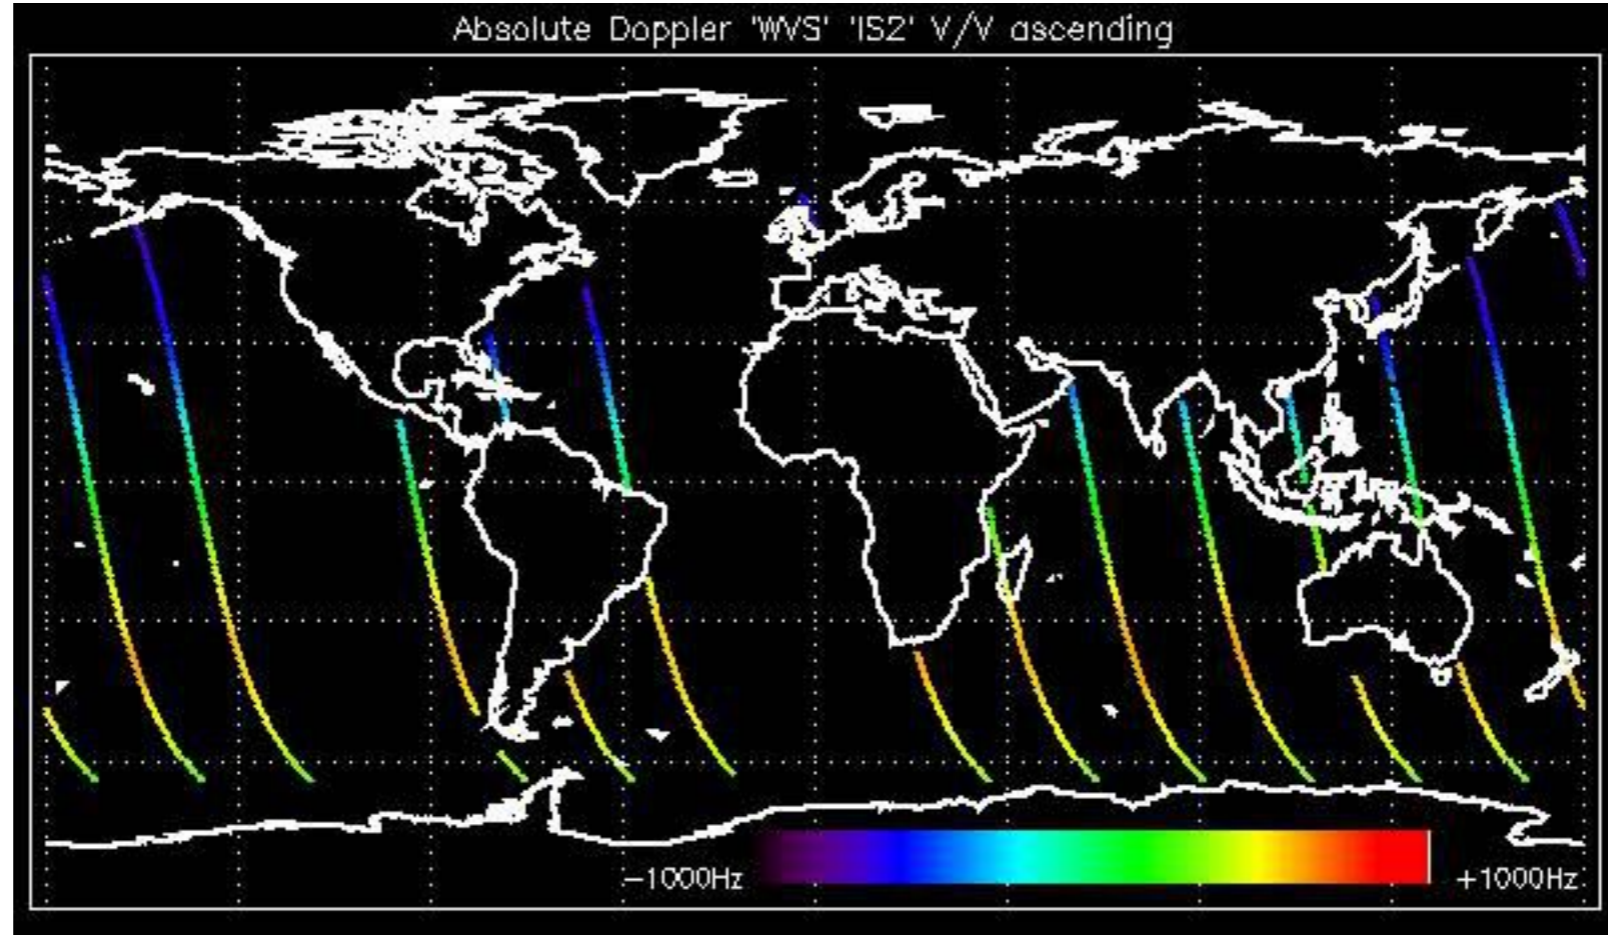 Absolute Doppler 'WVS' 'IS2' V/V ascending
-1000Hz +1000Hz